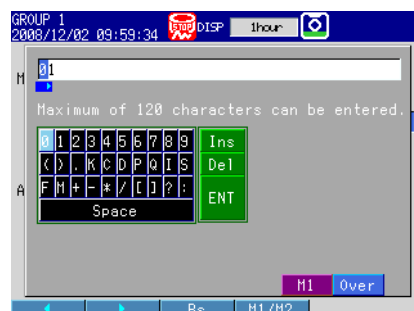 GROUP 1
2008/12/02 09:59:34 STOP DISP 1hour
M
01
Maximum of 120 characters can be entered.
0 1 2 3 4 5 6 7 8 9 Ins
( ) . K C D P Q I S Del
A F M + - * / [ ] ? : ENT
Space
M1 Over
Bs M1/M2